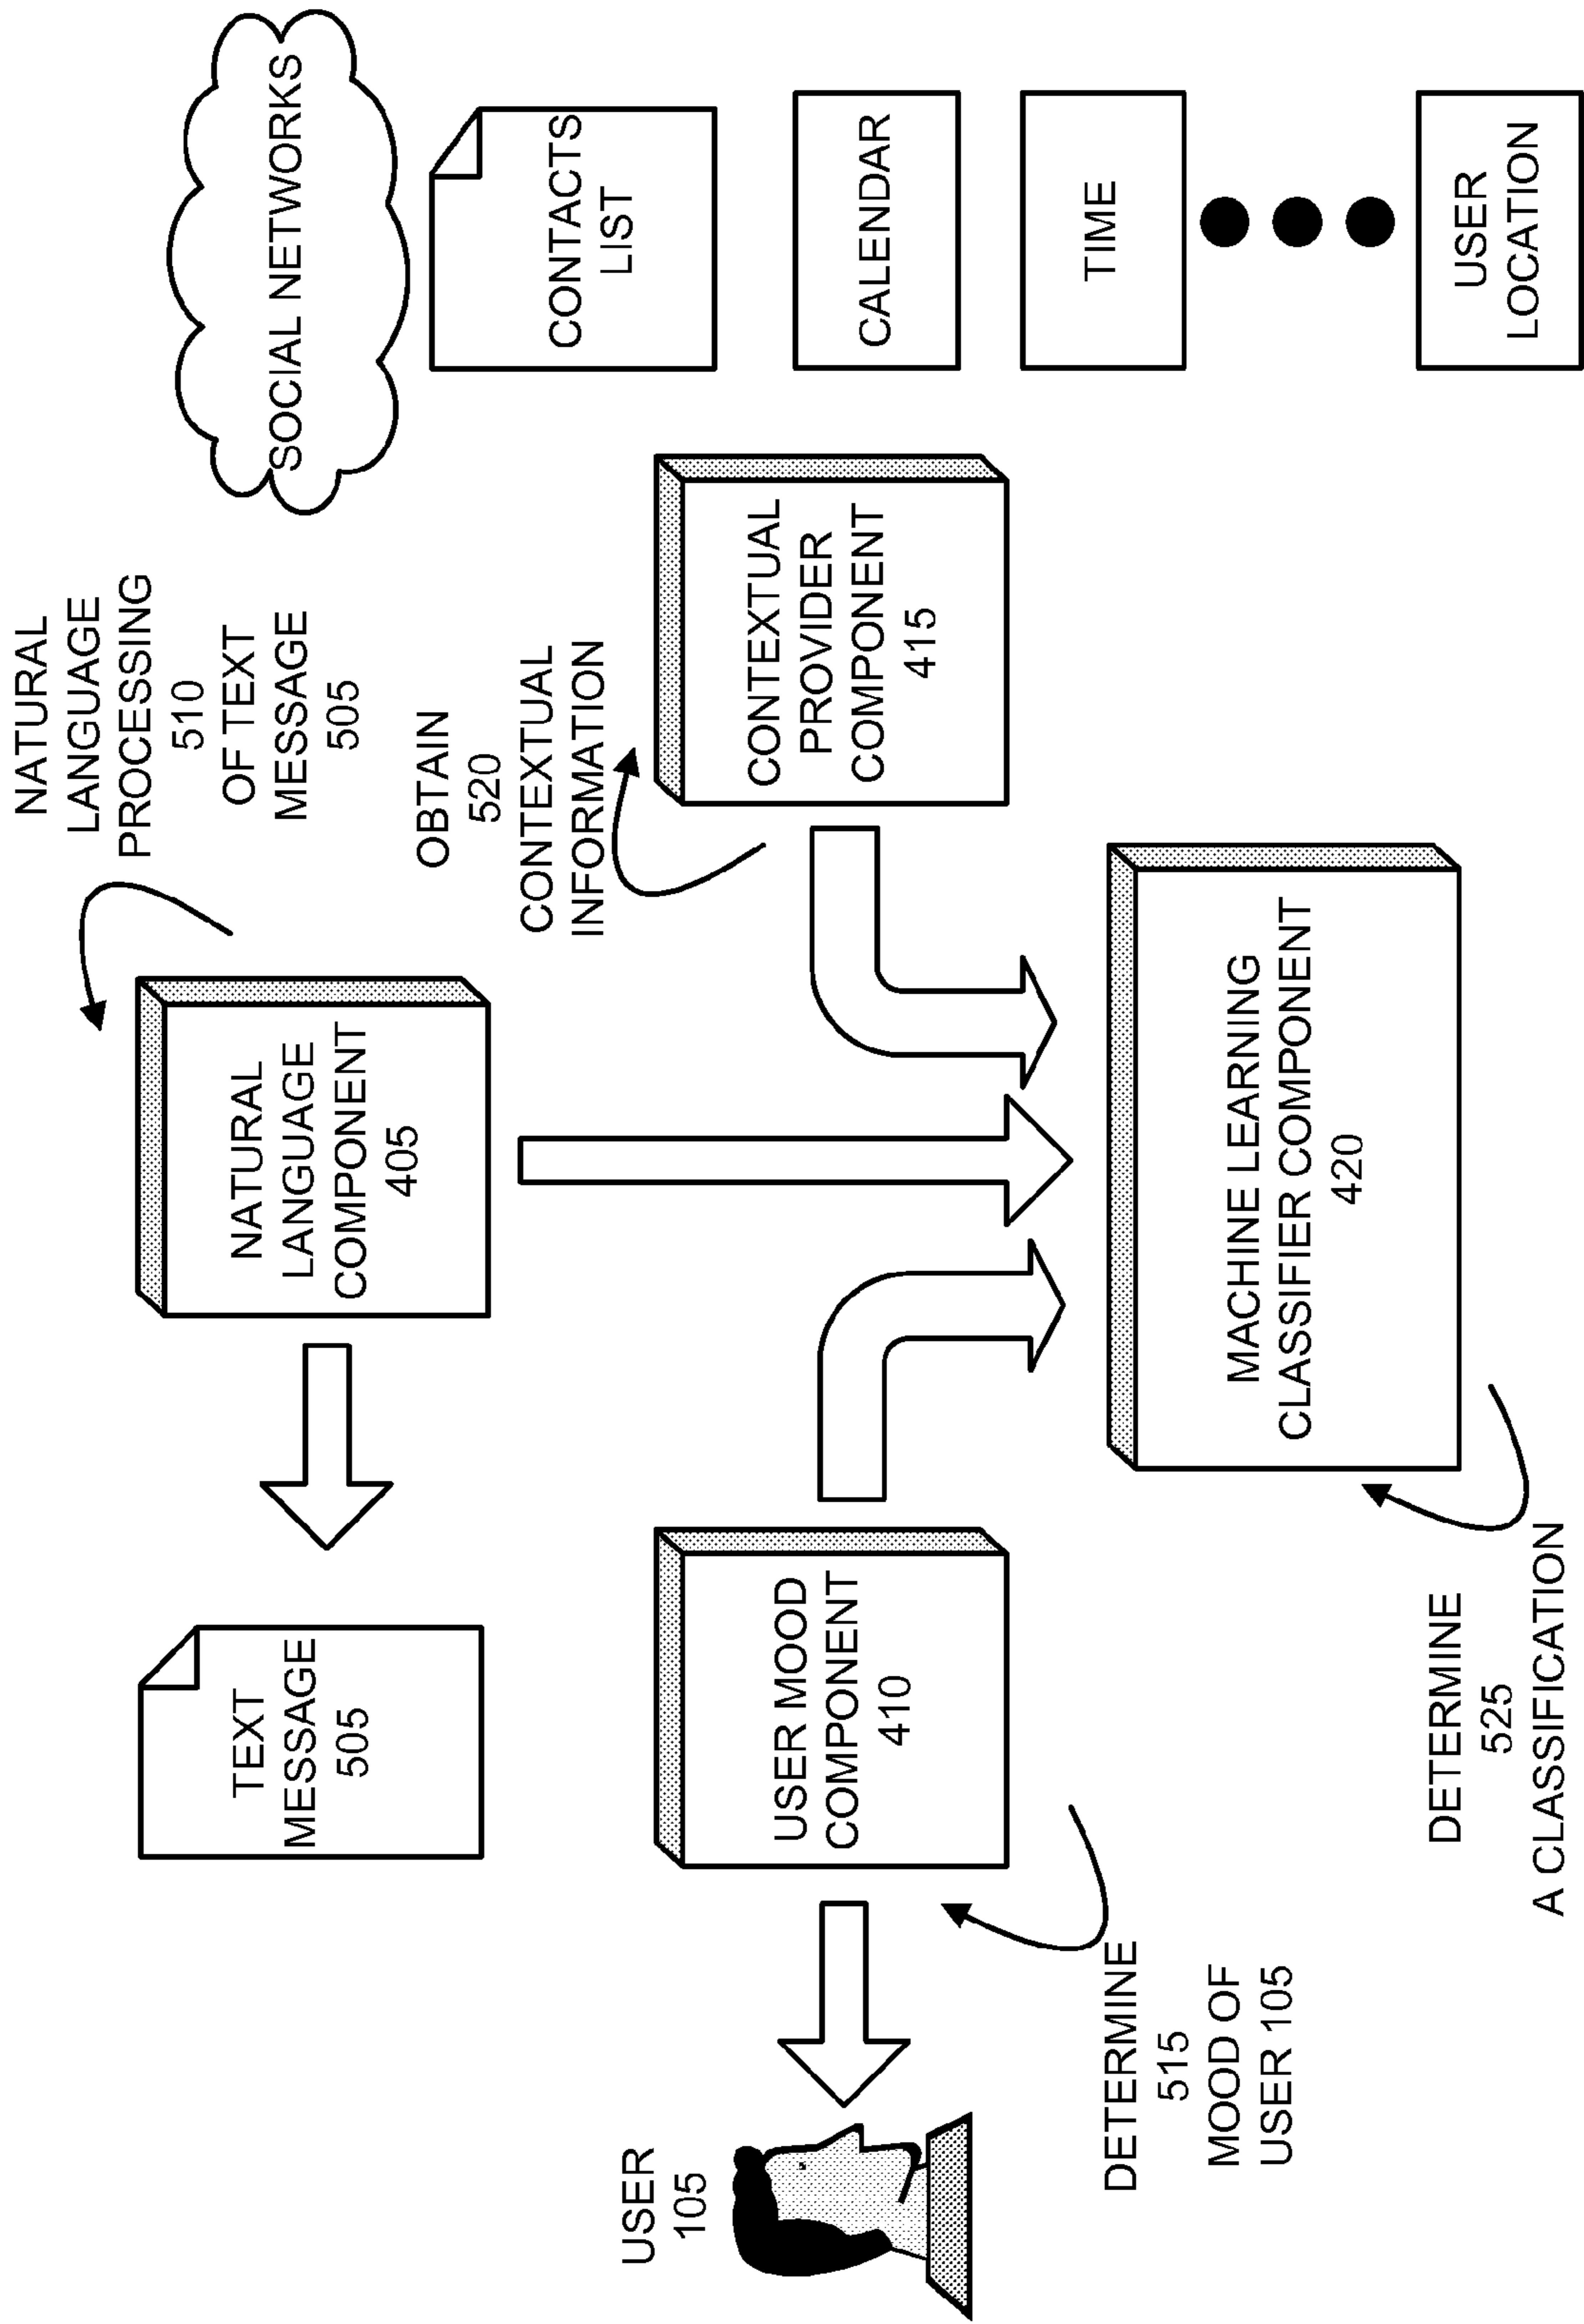 NATURAL
LANGUAGE
PROCESSING
510
OF TEXT
MESSAGE
505
SOCIAL NETWORKS
TEXT
MESSAGE
505
NATURAL
LANGUAGE
COMPONENT
405
OBTAIN
520
CONTEXTUAL
INFORMATION
CONTACTS
LIST
USER
105
USER MOOD
COMPONENT
410
CONTEXTUAL
PROVIDER
COMPONENT
415
CALENDAR
TIME
DETERMINE
515
MOOD OF
USER 105
MACHINE LEARNING
CLASSIFIER COMPONENT
420
USER
LOCATION
DETERMINE
525
A CLASSIFICATION